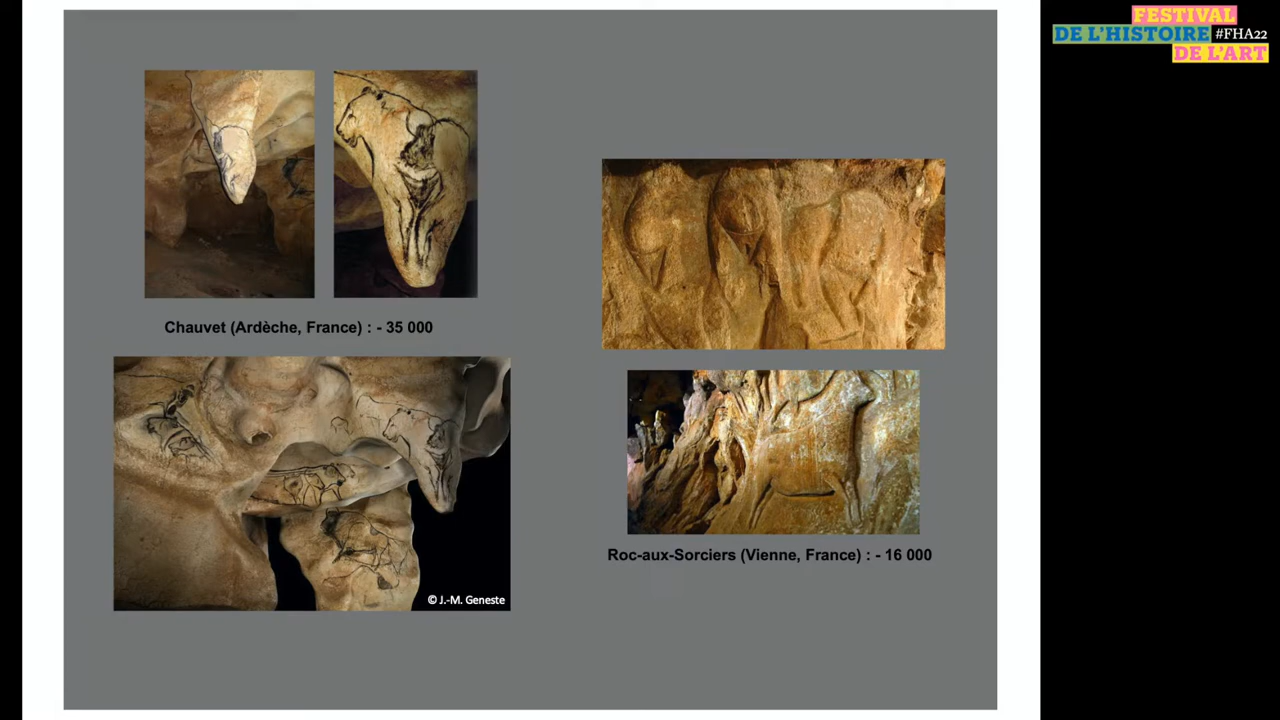 FESTIVAL
DE L'HISTOIRE #FHA22
DE L'ART
Chauvet (Ardèche, France) : - 35 000
© J.-M. Geneste
Roc-aux-Sorciers (Vienne, France) : - 16 000